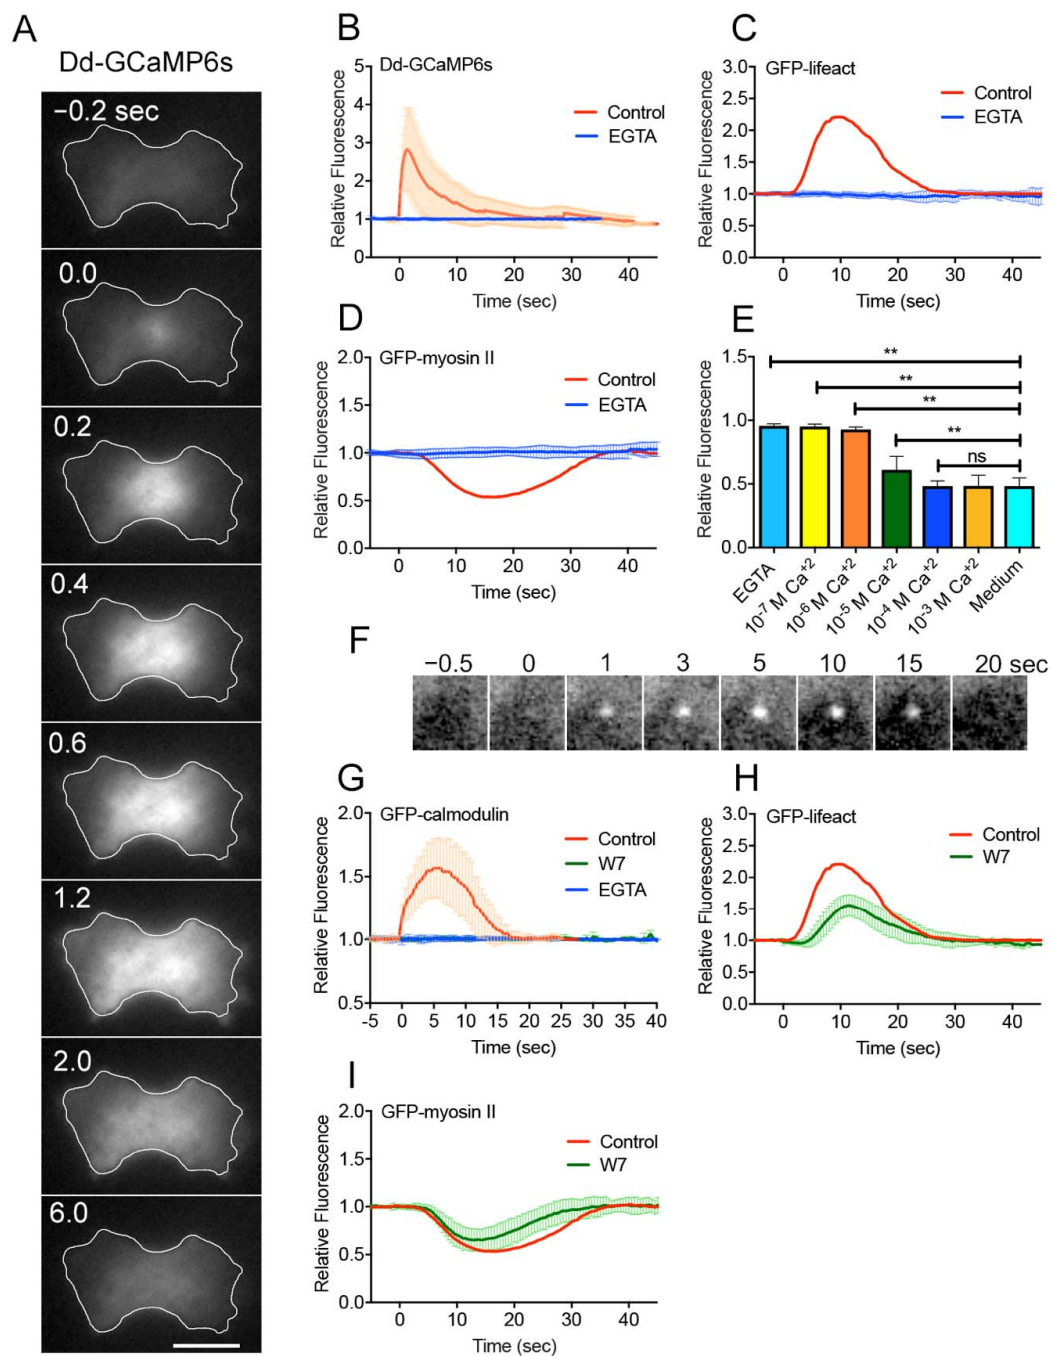 A
Dd-GCaMP6s
−0.2 sec
0.0
0.2
0.4
0.6
1.2
2.0
6.0
B
Dd-GCaMP6s
Relative Fluorescence
5
4
3
2
1
0
Control
EGTA
0 10 20 30 40
Time (sec)
C
GFP-lifeact
Relative Fluorescence
3.0
2.5
2.0
1.5
1.0
0.5
0.0
Control
EGTA
0 10 20 30 40
Time (sec)
D
GFP-myosin II
Relative Fluorescence
2.0
1.5
1.0
0.5
0.0
Control
EGTA
0 10 20 30 40
Time (sec)
E
Relative Fluorescence
1.5
1.0
0.5
0.0
**
**
**
**
ns
EGTA
10⁻⁷ M Ca⁺²
10⁻⁶ M Ca⁺²
10⁻⁵ M Ca⁺²
10⁻⁴ M Ca⁺²
10⁻³ M Ca⁺²
Medium
F
−0.5 0 1 3 5 10 15 20 sec
G
GFP-calmodulin
Relative Fluorescence
2.0
1.5
1.0
0.5
Control
W7
EGTA
-5 0 5 10 15 20 25 30 35 40
Time (sec)
H
GFP-lifeact
Relative Fluorescence
3.0
2.5
2.0
1.5
1.0
0.5
0.0
Control
W7
0 10 20 30 40
Time (sec)
I
GFP-myosin II
Relative Fluorescence
2.0
1.5
1.0
0.5
0.0
Control
W7
0 10 20 30 40
Time (sec)